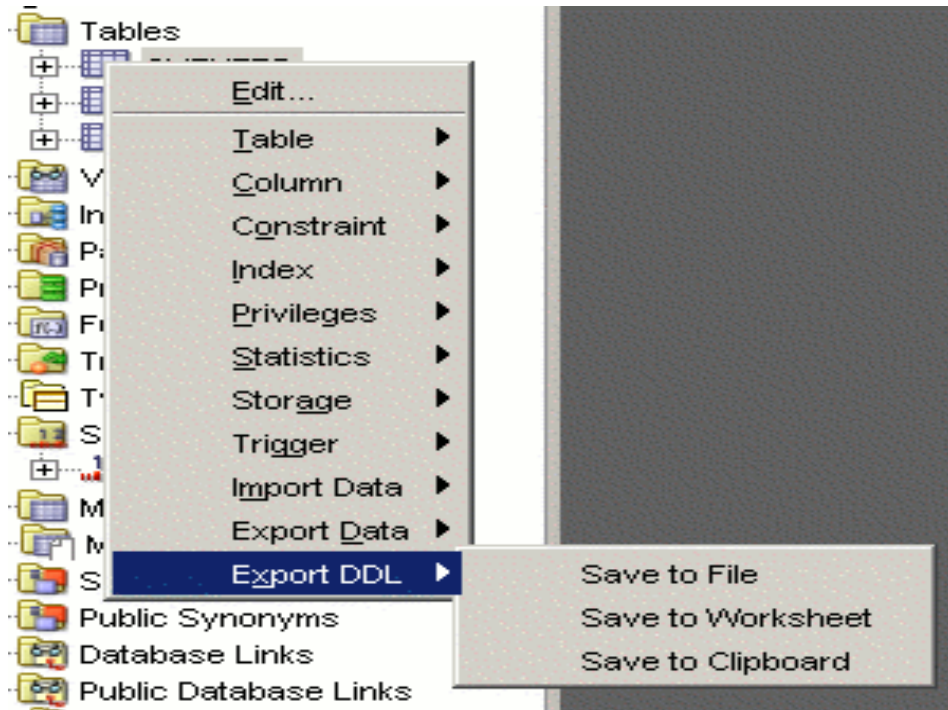 Tables
Edit...
Table
Column
Constraint
Index
Privileges
Statistics
Storage
Trigger
Import Data
Export Data
Export DDL
Save to File
Save to Worksheet
Save to Clipboard
Public Synonyms
Database Links
Public Database Links